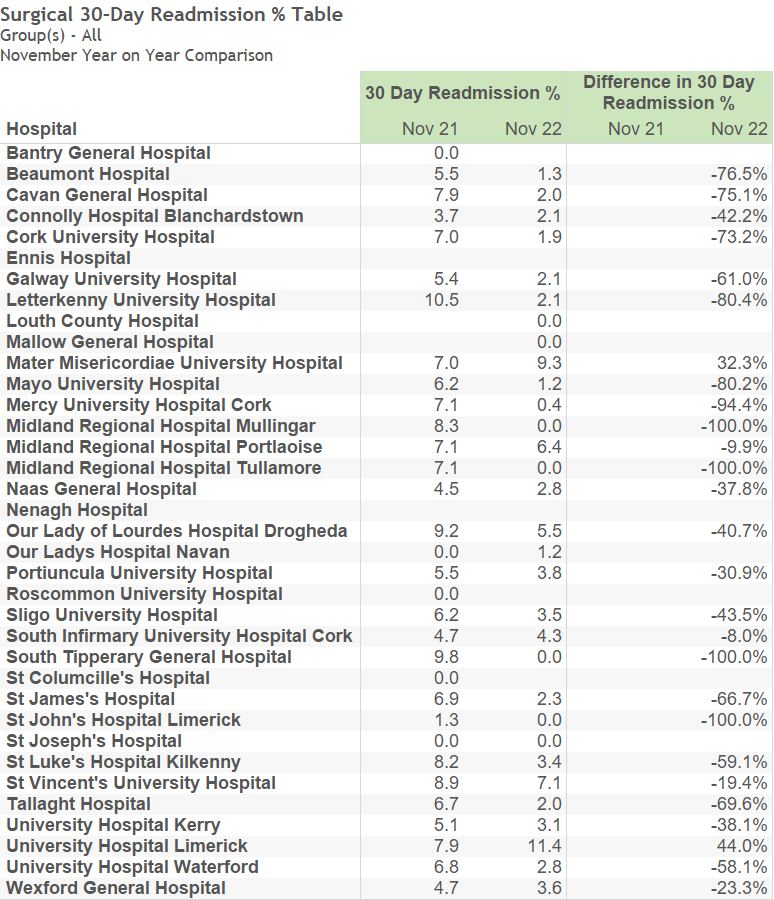 Surgical 30-Day Readmission % Table
Group(s) - All
November Year on Year Comparison
30 Day Readmission % Difference in 30 Day
Readmission %
Hospital Nov 21 Nov 22 Nov 21 Nov 22
Bantry General Hospital 0.0
Beaumont Hospital 5.5 1.3 -76.5%
Cavan General Hospital 7.9 2.0 -75.1%
Connolly Hospital Blanchardstown 3.7 2.1 -42.2%
Cork University Hospital 7.0 1.9 -73.2%
Ennis Hospital
Galway University Hospital 5.4 2.1 -61.0%
Letterkenny University Hospital 10.5 2.1 -80.4%
Louth County Hospital 0.0
Mallow General Hospital 0.0
Mater Misericordiae University Hospital 7.0 9.3 32.3%
Mayo University Hospital 6.2 1.2 -80.2%
Mercy University Hospital Cork 7.1 0.4 -94.4%
Midland Regional Hospital Mullingar 8.3 0.0 -100.0%
Midland Regional Hospital Portlaoise 7.1 6.4 -9.9%
Midland Regional Hospital Tullamore 7.1 0.0 -100.0%
Naas General Hospital 4.5 2.8 -37.8%
Nenagh Hospital
Our Lady of Lourdes Hospital Drogheda 9.2 5.5 -40.7%
Our Ladys Hospital Navan 0.0 1.2
Portiuncula University Hospital 5.5 3.8 -30.9%
Roscommon University Hospital 0.0
Sligo University Hospital 6.2 3.5 -43.5%
South Infirmary University Hospital Cork 4.7 4.3 -8.0%
South Tipperary General Hospital 9.8 0.0 -100.0%
St Columcille's Hospital 0.0
St James's Hospital 6.9 2.3 -66.7%
St John's Hospital Limerick 1.3 0.0 -100.0%
St Joseph's Hospital 0.0 0.0
St Luke's Hospital Kilkenny 8.2 3.4 -59.1%
St Vincent's University Hospital 8.9 7.1 -19.4%
Tallaght Hospital 6.7 2.0 -69.6%
University Hospital Kerry 5.1 3.1 -38.1%
University Hospital Limerick 7.9 11.4 44.0%
University Hospital Waterford 6.8 2.8 -58.1%
Wexford General Hospital 4.7 3.6 -23.3%